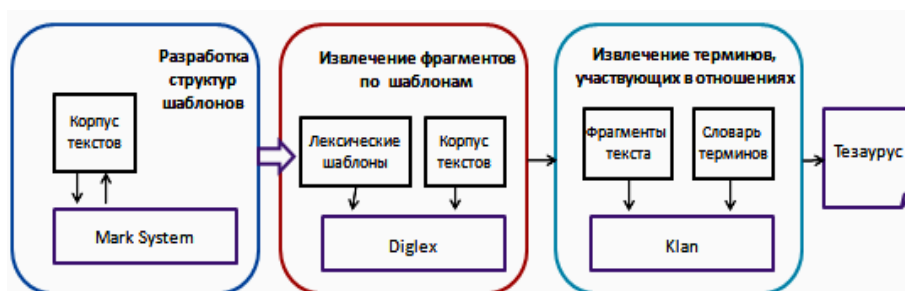 Разработка
структур
шаблонов
Корпус
текстов
Mark System
Извлечение фрагментов
по шаблонам
Лексические
шаблоны
Корпус
текстов
Diglex
Извлечение терминов,
участвующих в отношениях
Фрагменты
текста
Словарь
терминов
Klan
Тезаурус